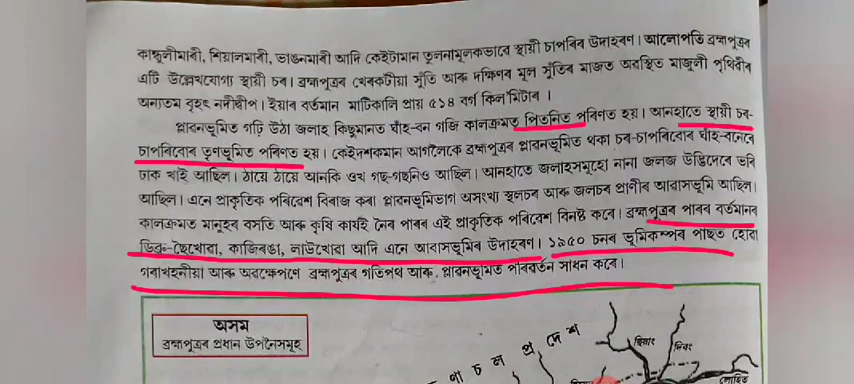 কান্ধুলীমাৰী, শিয়ালমাৰী, ভাঙনমাৰী আদি কেইটামান তুলনামূলকভাবে স্থায়ী চাপৰিৰ উদাহৰণ। আলোপতি ব্ৰহ্মপুত্ৰৰ
এটি উল্লেখযোগ্য স্থায়ী চৰ। ব্ৰহ্মপুত্ৰৰ খেৰকটীয়া সুঁতি আৰু দক্ষিণৰ মূল সুঁতিৰ মাজত অৱস্থিত মাজুলী পৃথিৱীৰ
অন্যতম বৃহৎ নদীদ্বীপ। ইয়াৰ বৰ্তমান মাটিকালি প্ৰায় ৫১৪ বৰ্গ কিল'মিটাৰ।
প্লাৱনভূমিত গঢ়ি উঠা জলাহ কিছুমানত ঘাঁহ-বন গজি কালক্ৰমত পিতনিত পৰিণত হয়। আনহাতে স্থায়ী চৰ-
চাপৰিবোৰ তৃণভূমিত পৰিণত হয়। কেইদশকমান আগলৈকে ব্ৰহ্মপুত্ৰৰ প্লাৱনভূমিত থকা চৰ-চাপৰিবোৰ ঘাঁহ-বনেৰে
ঢাক খাই আছিল। ঠায়ে ঠায়ে আনকি ওখ গছ-গছনিও আছিল। আনহাতে জলাহসমূহো নানা জলজ উদ্ভিদেৰে ভৰি
আছিল। এনে প্ৰাকৃতিক পৰিবেশে বিৰাজ কৰা প্লাৱনভূমিভাগ অসংখ্য স্থলচৰ আৰু জলচৰ প্ৰাণীৰ আবাসভূমি আছিল।
কালক্ৰমত মানুহৰ বসতি আৰু কৃষি কাৰ্যই নৈৰ পাৰৰ এই প্ৰাকৃতিক পৰিবেশ বিনষ্ট কৰে। ব্ৰহ্মপুত্ৰৰ পাৰৰ বৰ্তমানৰ
ডিব্ৰু-ছৈখোৱা, কাজিৰঙা, লাউখোৱা আদি এনে আবাসভূমিৰ উদাহৰণ। ১৯৫০ চনৰ ভূমিকম্পৰ পাছত হোৱা
গৰাখহনীয়া আৰু অৱক্ষেপণে ব্ৰহ্মপুত্ৰৰ গতিপথ আৰু প্লাৱনভূমিত পৰিবৰ্তন সাধন কৰে।
অসম
ব্ৰহ্মপুত্ৰৰ প্ৰধান উপনৈসমূহ
ণা চ ল প্ৰ দে শ
ছিয়াং
দিবং
লোহিত